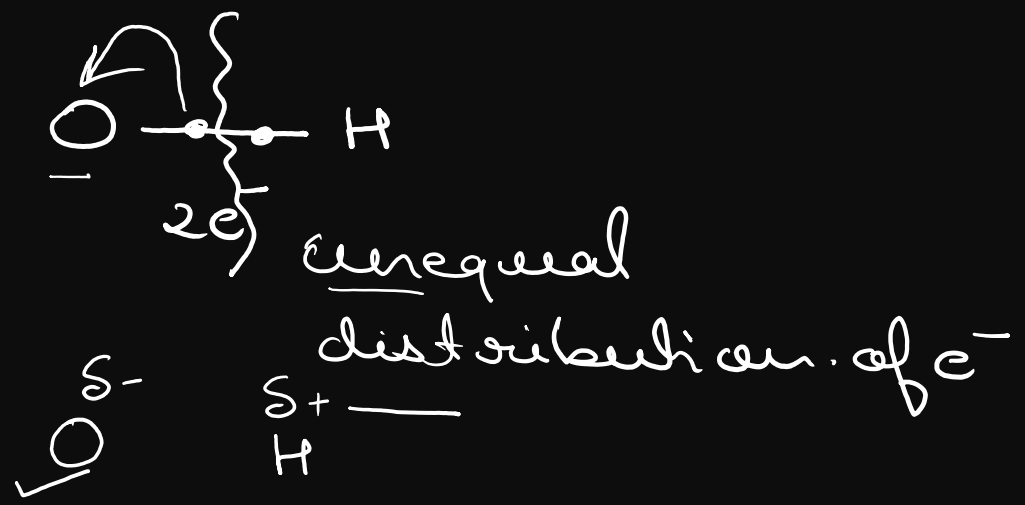 O — H
2e⁻
unequal
distribution of e⁻
δ- δ+
O H